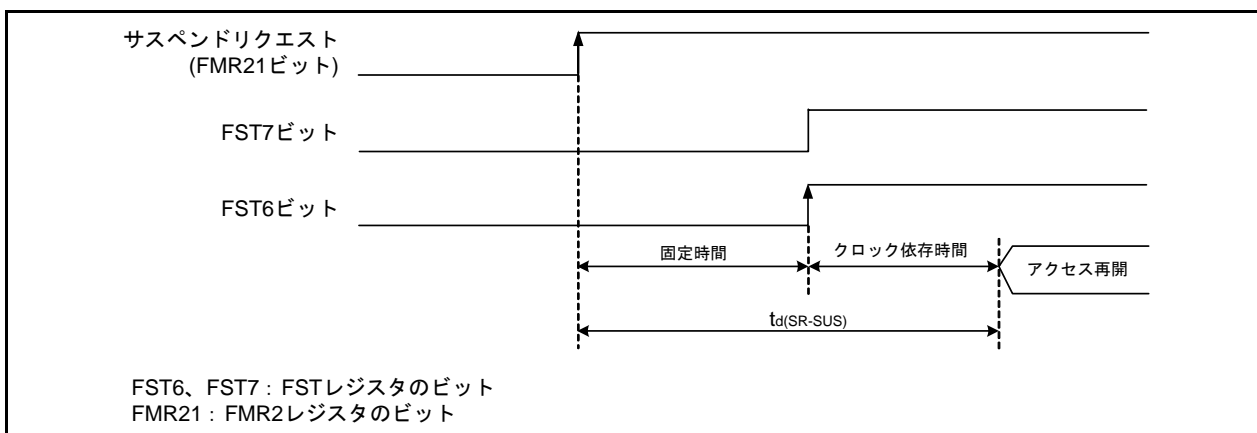 サスペンドリクエスト
(FMR21ビット)
FST7ビット
FST6ビット
固定時間
クロック依存時間
アクセス再開
td(SR-SUS)
FST6、FST7：FSTレジスタのビット
FMR21：FMR2レジスタのビット